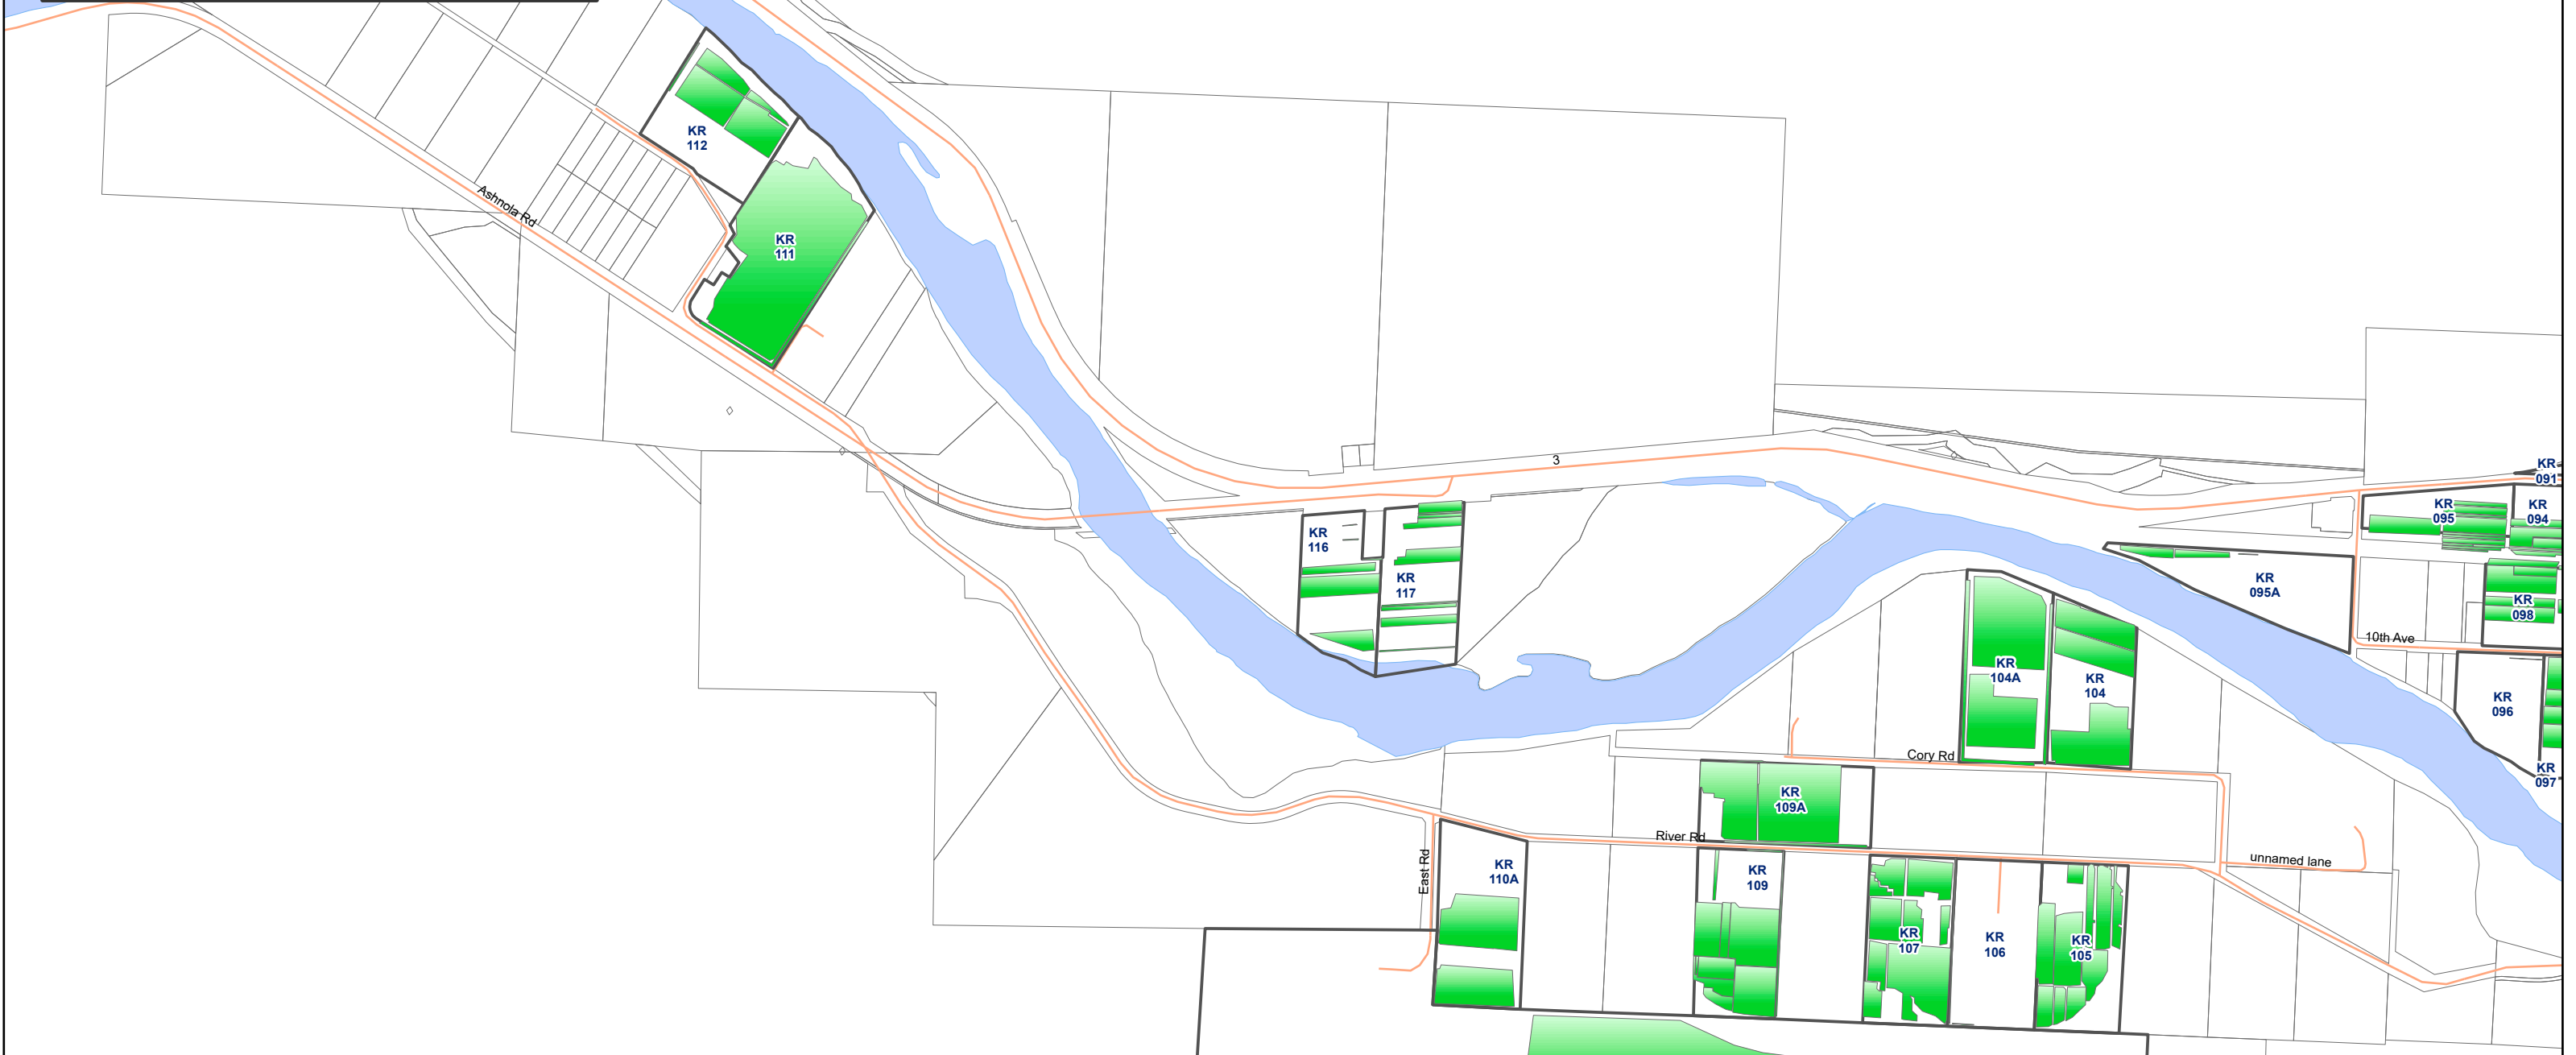 KR
112
Ashnola Rd
KR
111
3
KR
091
KR
095
KR
094
KR
116
KR
117
KR
095A
KR
098
10th Ave
KR
104A
KR
104
KR
096
Cory Rd
KR
097
KR
109A
River Rd
unnamed lane
East Rd
KR
110A
KR
109
KR
107
KR
106
KR
105